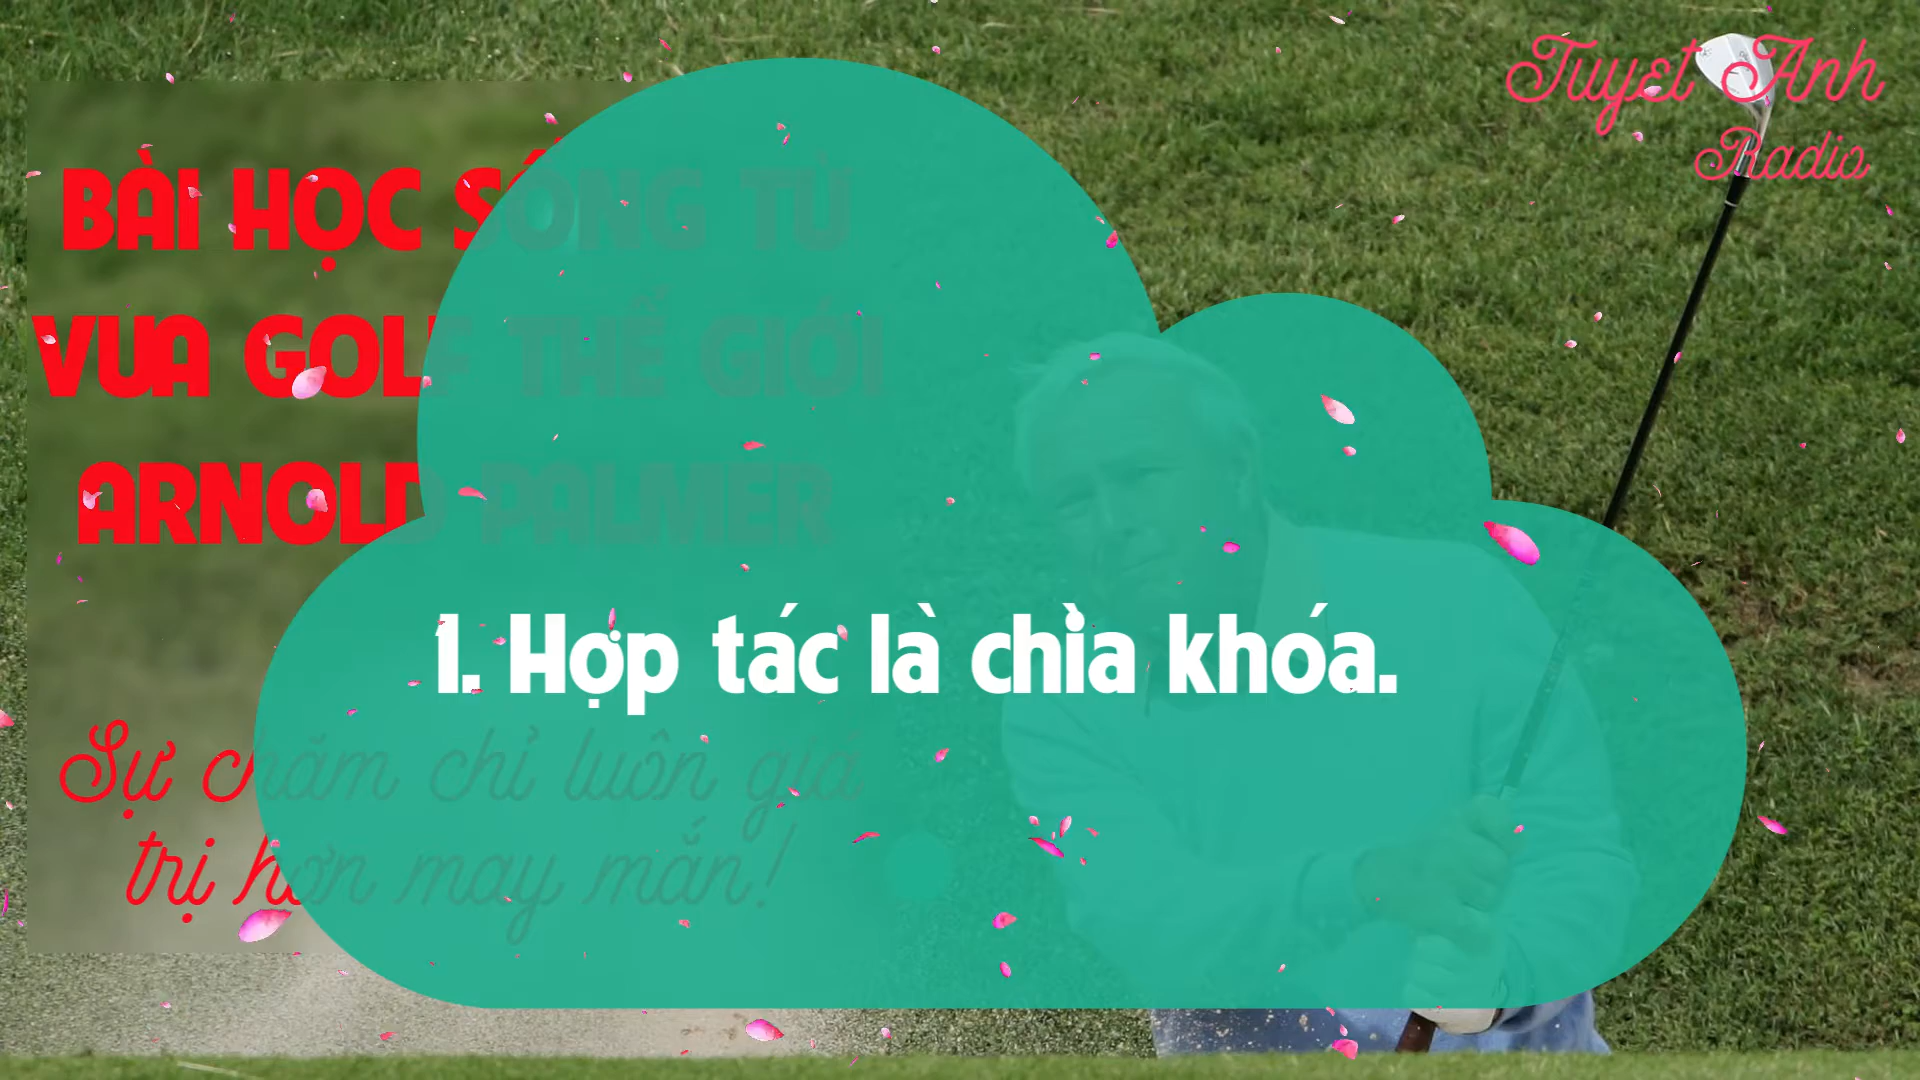 Tuyet Anh
Radio
BÀI HỌC SỐNG TỪ
VUA GOLF THẾ GIỚI
ARNOLD PALMER
1. Hợp tác là chìa khóa.
Sự chăm chỉ luôn giá
trị hơn may mắn!